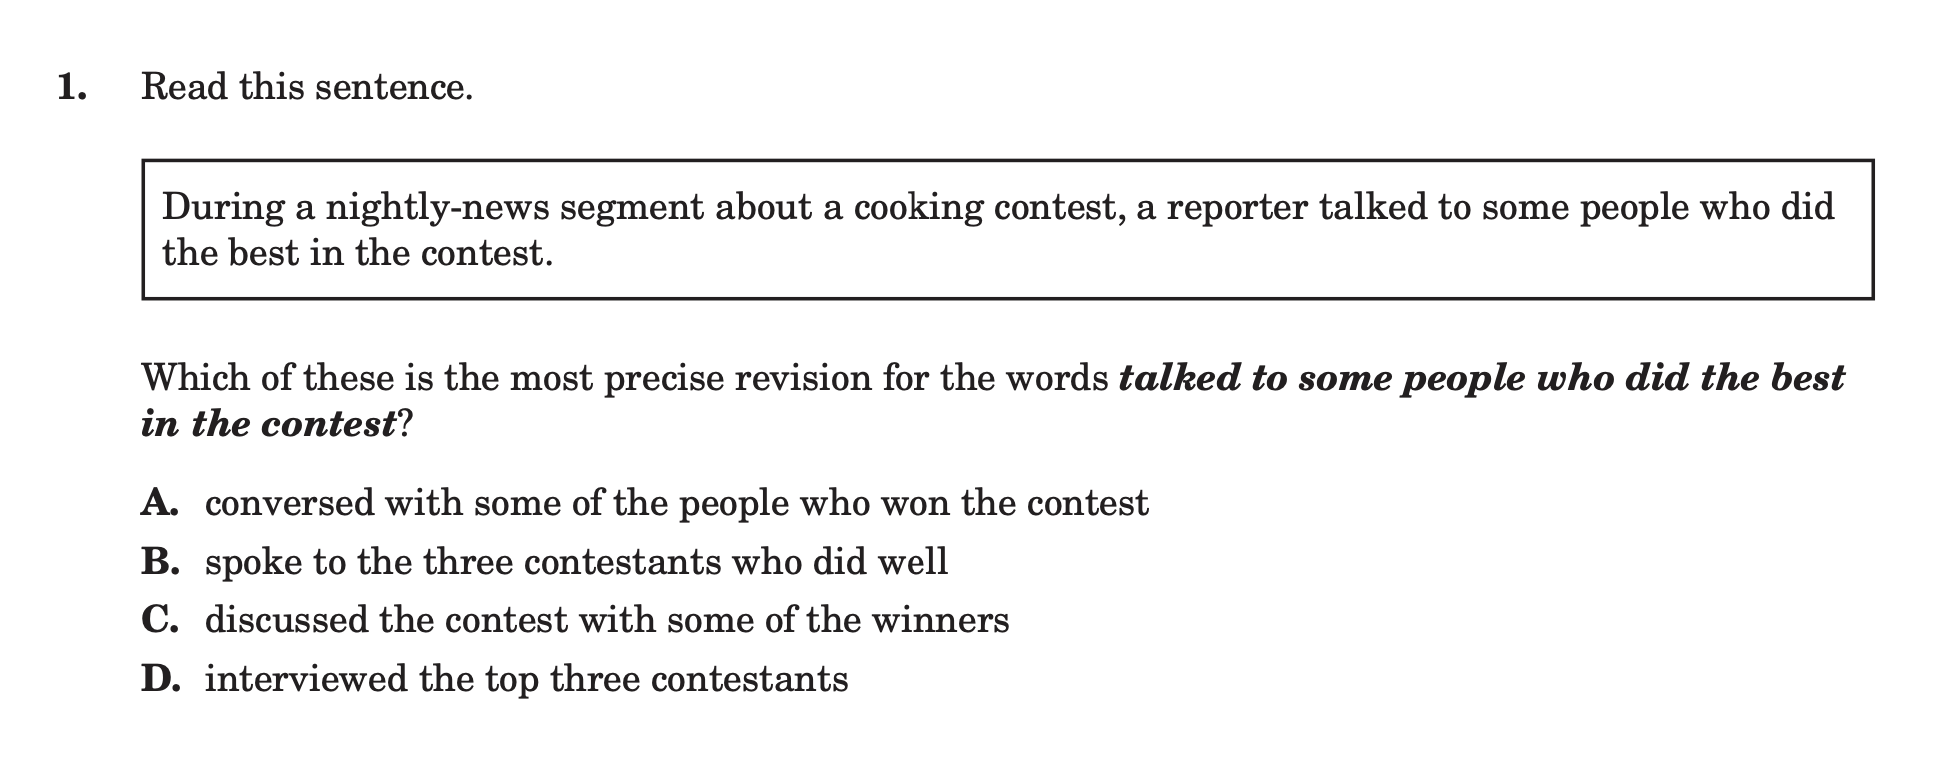 1. Read this sentence.
During a nightly-news segment about a cooking contest, a reporter talked to some people who did
the best in the contest.
Which of these is the most precise revision for the words talked to some people who did the best
in the contest?
A. conversed with some of the people who won the contest
B. spoke to the three contestants who did well
C. discussed the contest with some of the winners
D. interviewed the top three contestants